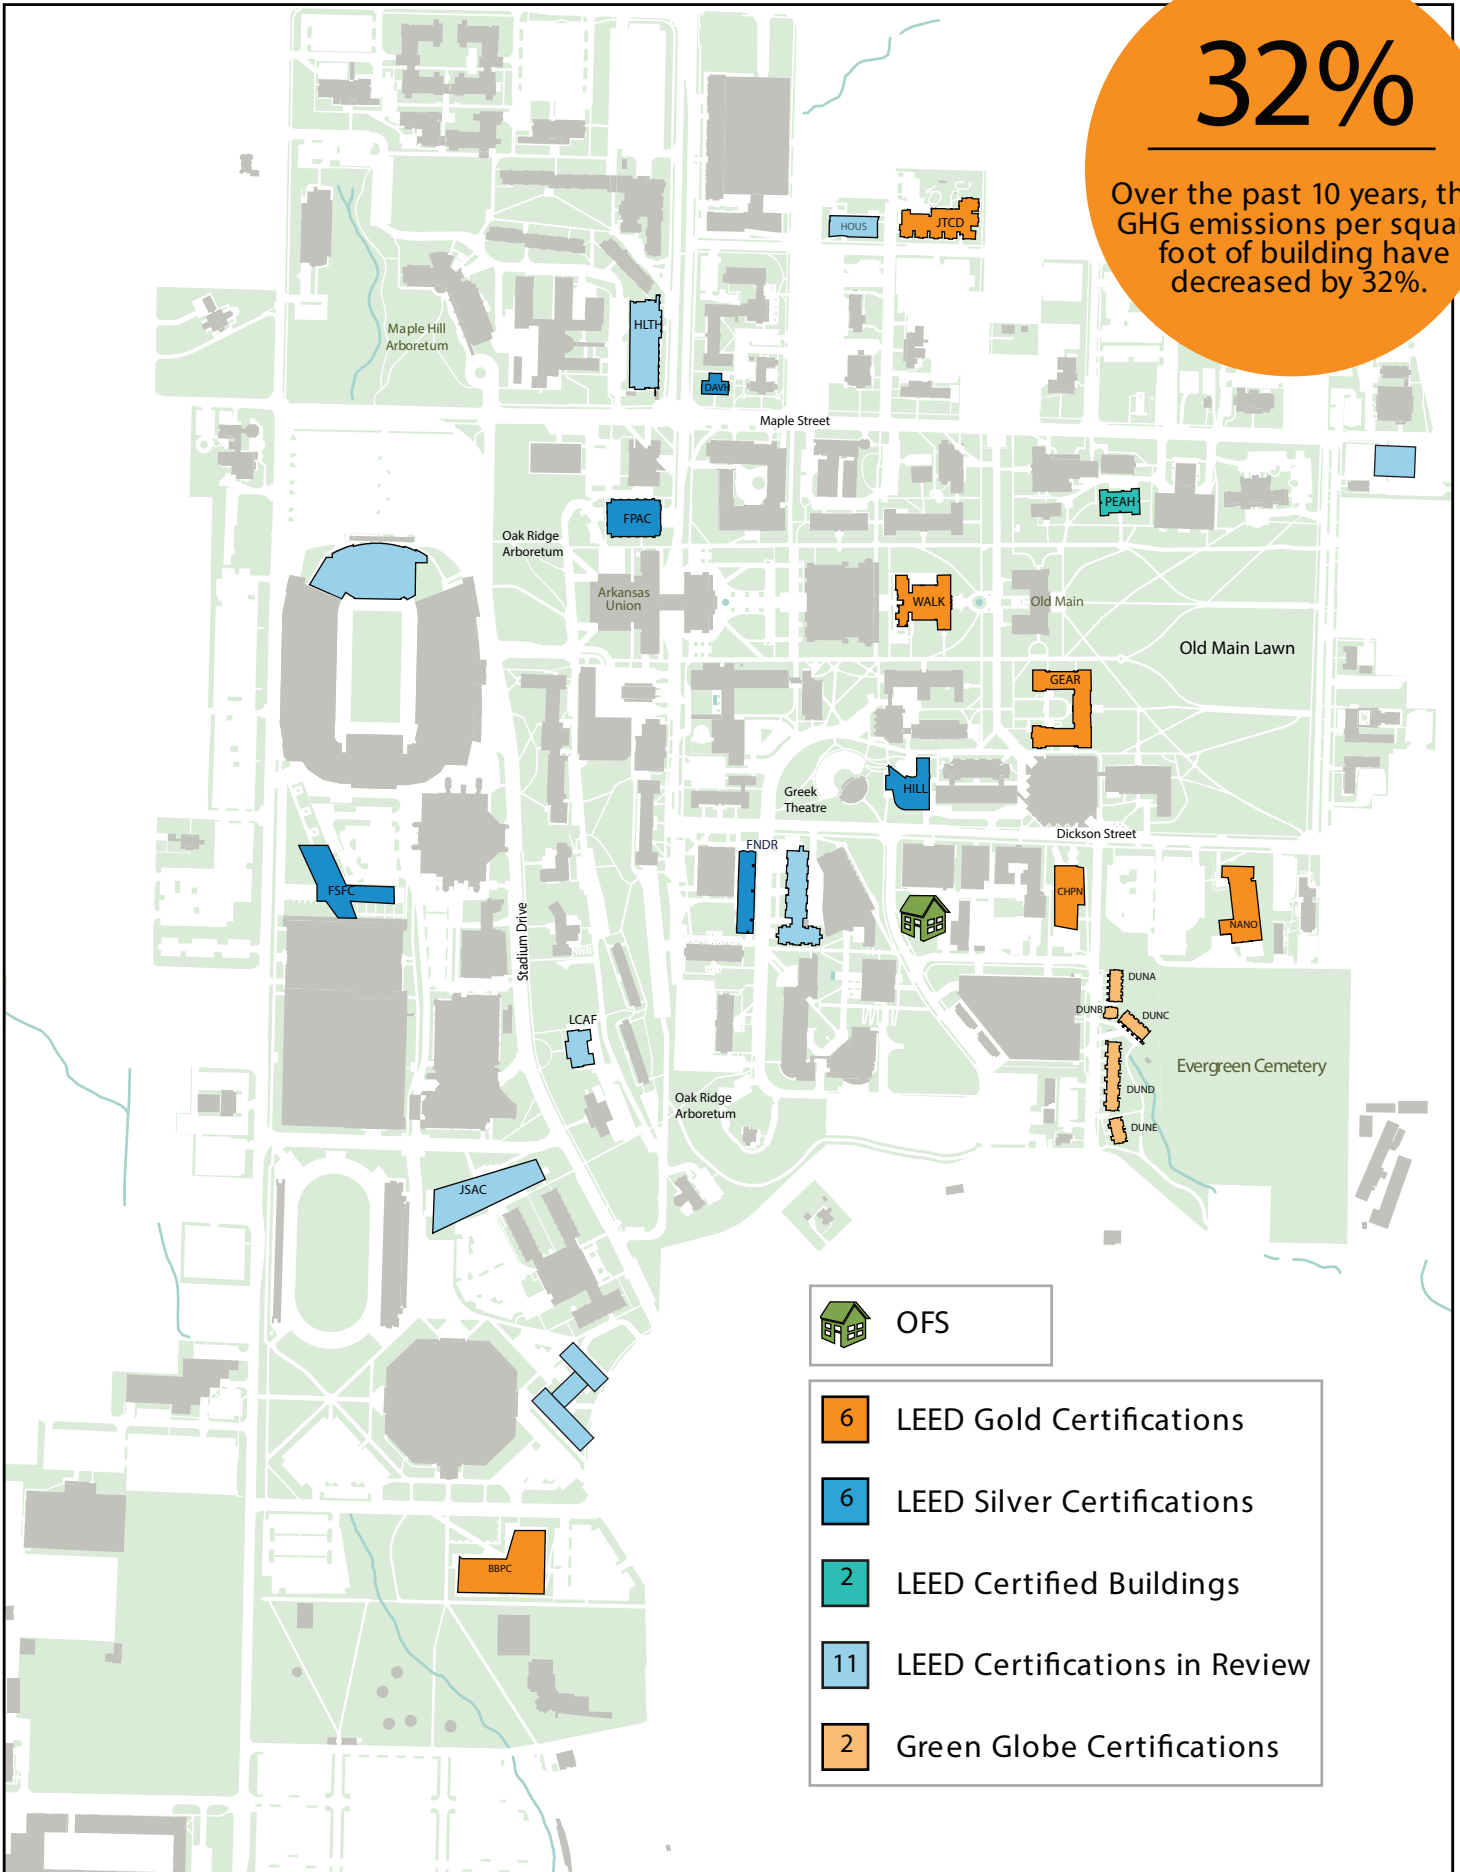 32%
Over the past 10 years, th
GHG emissions per squa
foot of building have
decreased by 32%.
HOUS
JTCD
HLTH
Maple Hill
Arboretum
DAVH
Maple Street
PEAH
FPAC
Oak Ridge
Arboretum
Arkansas
Union
WALK
Old Main
Old Main Lawn
GEAR
Greek
Theatre
HILL
Dickson Street
FNDR
FSFC
CHPN
NANO
Stadium Drive
DUNA
DUNB
DUNC
LCAF
Evergreen Cemetery
DUND
Oak Ridge
Arboretum
DUNE
JSAC
OFS
6 LEED Gold Certifications
6 LEED Silver Certifications
2 LEED Certified Buildings
11 LEED Certifications in Review
2 Green Globe Certifications
BBPC